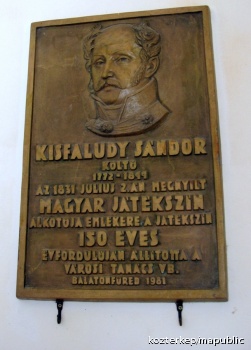 KISFALUDY SÁNDOR
KÖLTŐ
1772-1844
AZ 1831 JÚLIUS 2.ÁN MEGNYÍLT
MAGYAR JÁTÉKSZÍN
ALKOTÓJA EMLÉKÉRE A JÁTÉKSZÍN
150 ÉVES
ÉVFORDULÓJÁN ÁLLÍTOTTA A
VÁROSI TANÁCS VB.
BALATONFÜRED 1981
kozterkep/mapublic